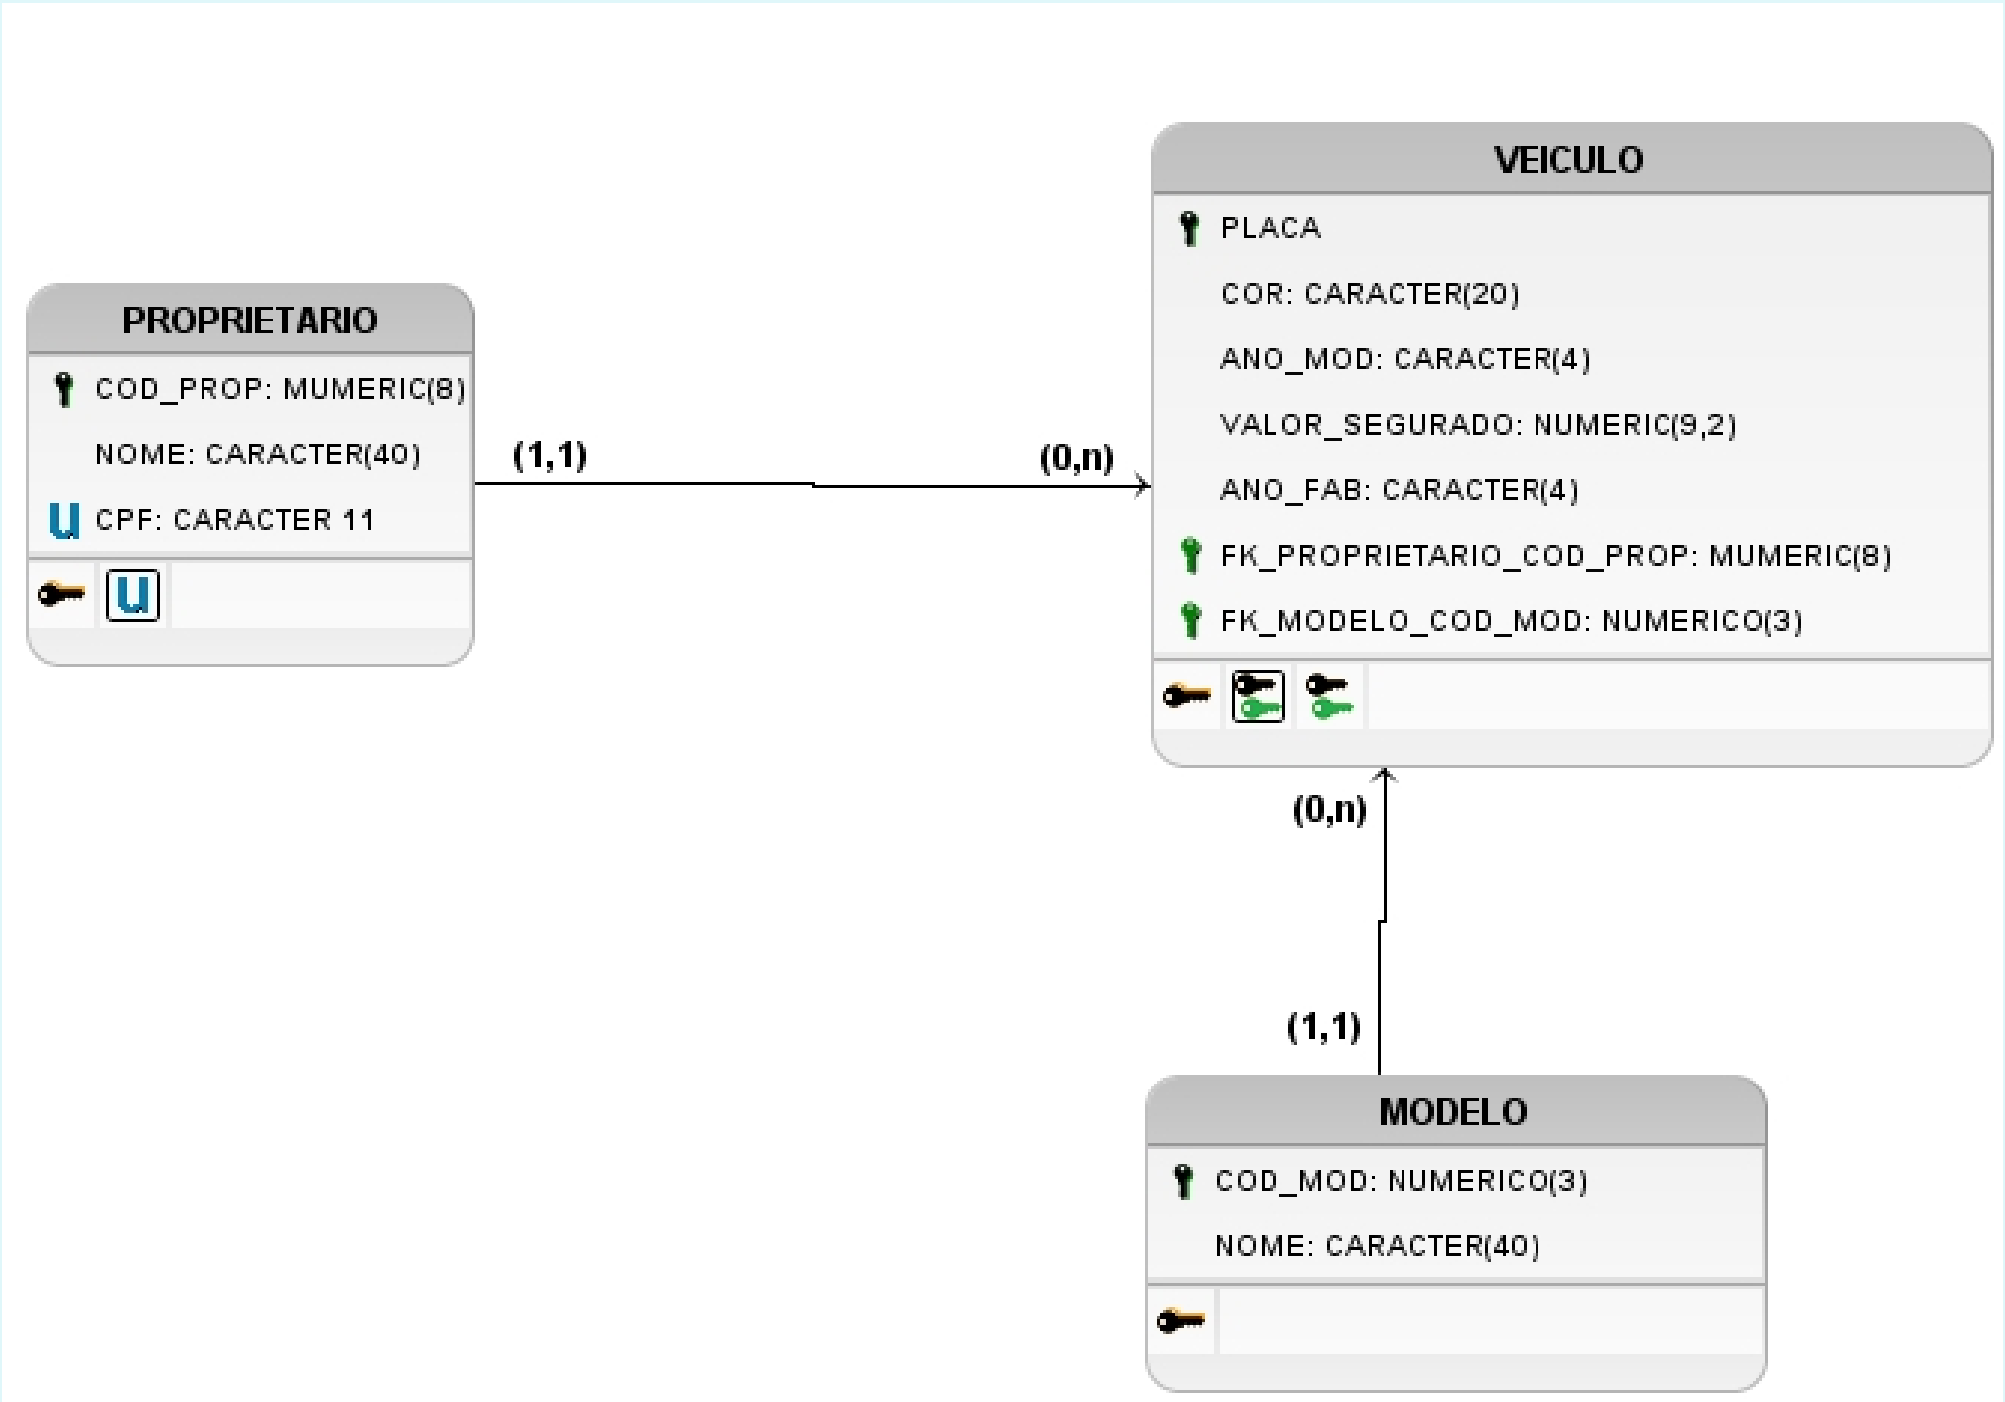 PROPRIETARIO
COD_PROP: MUMERIC(8)
NOME: CARACTER(40)
U CPF: CARACTER 11
U
(1,1)
(0,n)
VEICULO
PLACA
COR: CARACTER(20)
ANO_MOD: CARACTER(4)
VALOR_SEGURADO: NUMERIC(9,2)
ANO_FAB: CARACTER(4)
FK_PROPRIETARIO_COD_PROP: MUMERIC(8)
FK_MODELO_COD_MOD: NUMERICO(3)
(0,n)
(1,1)
MODELO
COD_MOD: NUMERICO(3)
NOME: CARACTER(40)